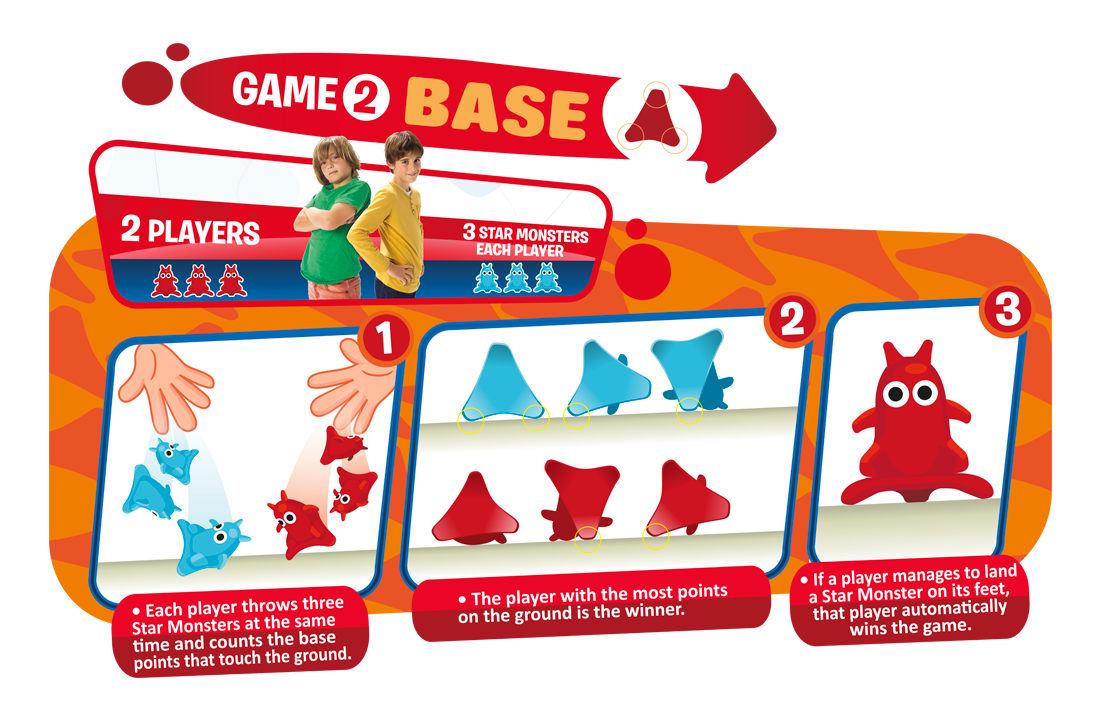 GAME 2 BASE
2 PLAYERS
3 STAR MONSTERS
EACH PLAYER
1
2
3
• Each player throws three
Star Monsters at the same
time and counts the base
points that touch the ground.
• The player with the most points
on the ground is the winner.
• If a player manages to land
a Star Monster on its feet,
that player automatically
wins the game.